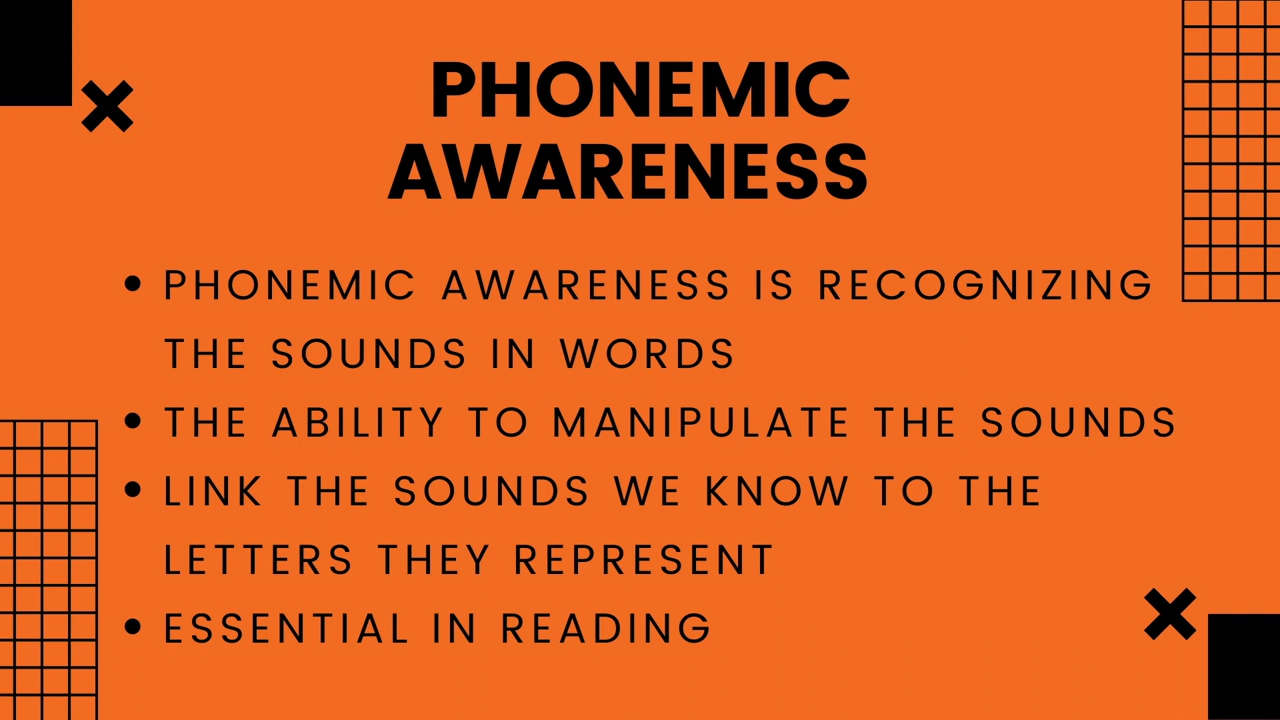 PHONEMIC
AWARENESS
• PHONEMIC AWARENESS IS RECOGNIZING
THE SOUNDS IN WORDS
• THE ABILITY TO MANIPULATE THE SOUNDS
• LINK THE SOUNDS WE KNOW TO THE
LETTERS THEY REPRESENT
• ESSENTIAL IN READING